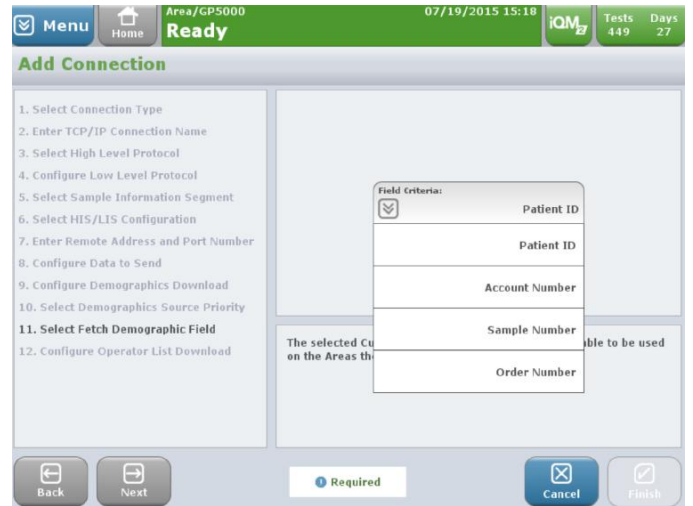 Menu
Home
Area/GP5000
Ready
07/19/2015 15:18
iQM2
Tests Days
449 27
Add Connection
1. Select Connection Type
2. Enter TCP/IP Connection Name
3. Select High Level Protocol
4. Configure Low Level Protocol
5. Select Sample Information Segment
6. Select HIS/LIS Configuration
7. Enter Remote Address and Port Number
8. Configure Data to Send
9. Configure Demographics Download
10. Select Demographics Source Priority
11. Select Fetch Demographic Field
12. Configure Operator List Download
Field Criteria:
Patient ID
Patient ID
Account Number
Sample Number
Order Number
The selected to be used
on the Areas
Back
Next
Required
Cancel
Finish